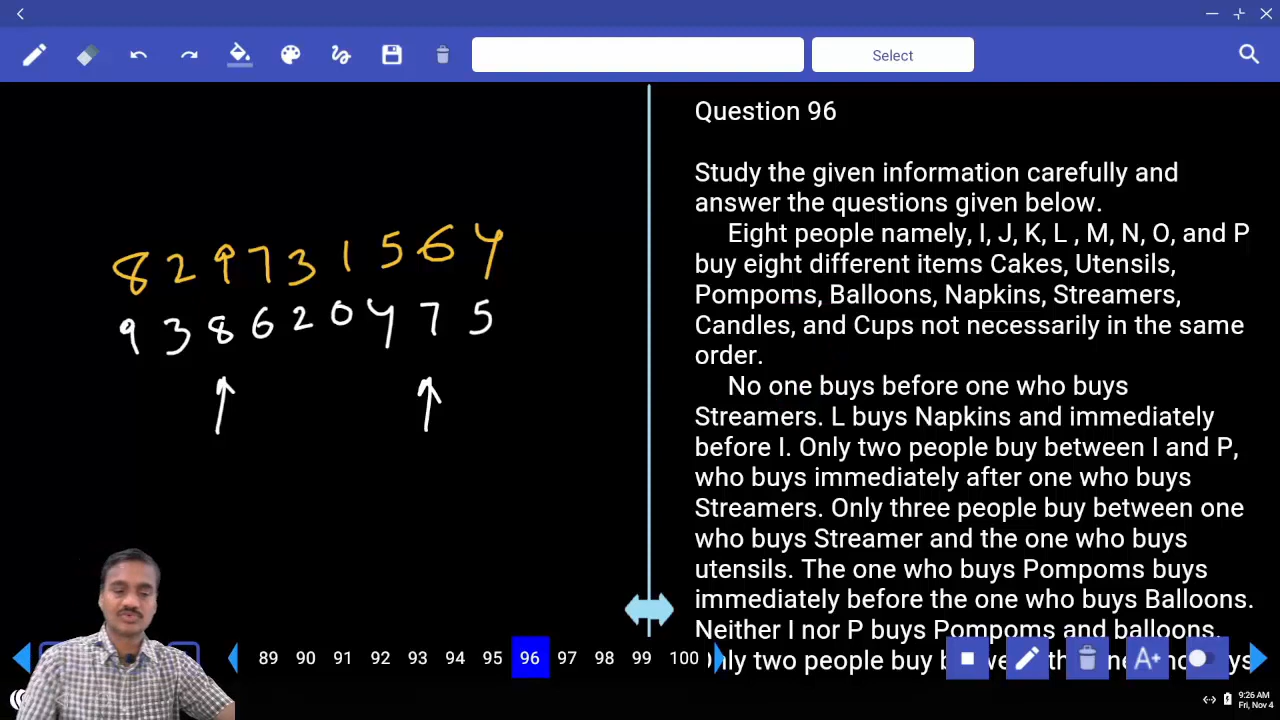 Select
Question 96
Study the given information carefully and
answer the questions given below.
Eight people namely, I, J, K, L , M, N, O, and P
buy eight different items Cakes, Utensils,
Pompoms, Balloons, Napkins, Streamers,
Candles, and Cups not necessarily in the same
order.
No one buys before one who buys
Streamers. L buys Napkins and immediately
before I. Only two people buy between I and P,
who buys immediately after one who buys
Streamers. Only three people buy between one
who buys Streamer and the one who buys
utensils. The one who buys Pompoms buys
immediately before the one who buys Balloons.
Neither I nor P buys Pompoms and balloons.
two people buy
8 2 9 7 3 1 5 6 4
9 3 8 6 2 0 4 7 5
89 90 91 92 93 94 95 96 97 98 99 100
A+
9:26 AM
Fri, Nov 4